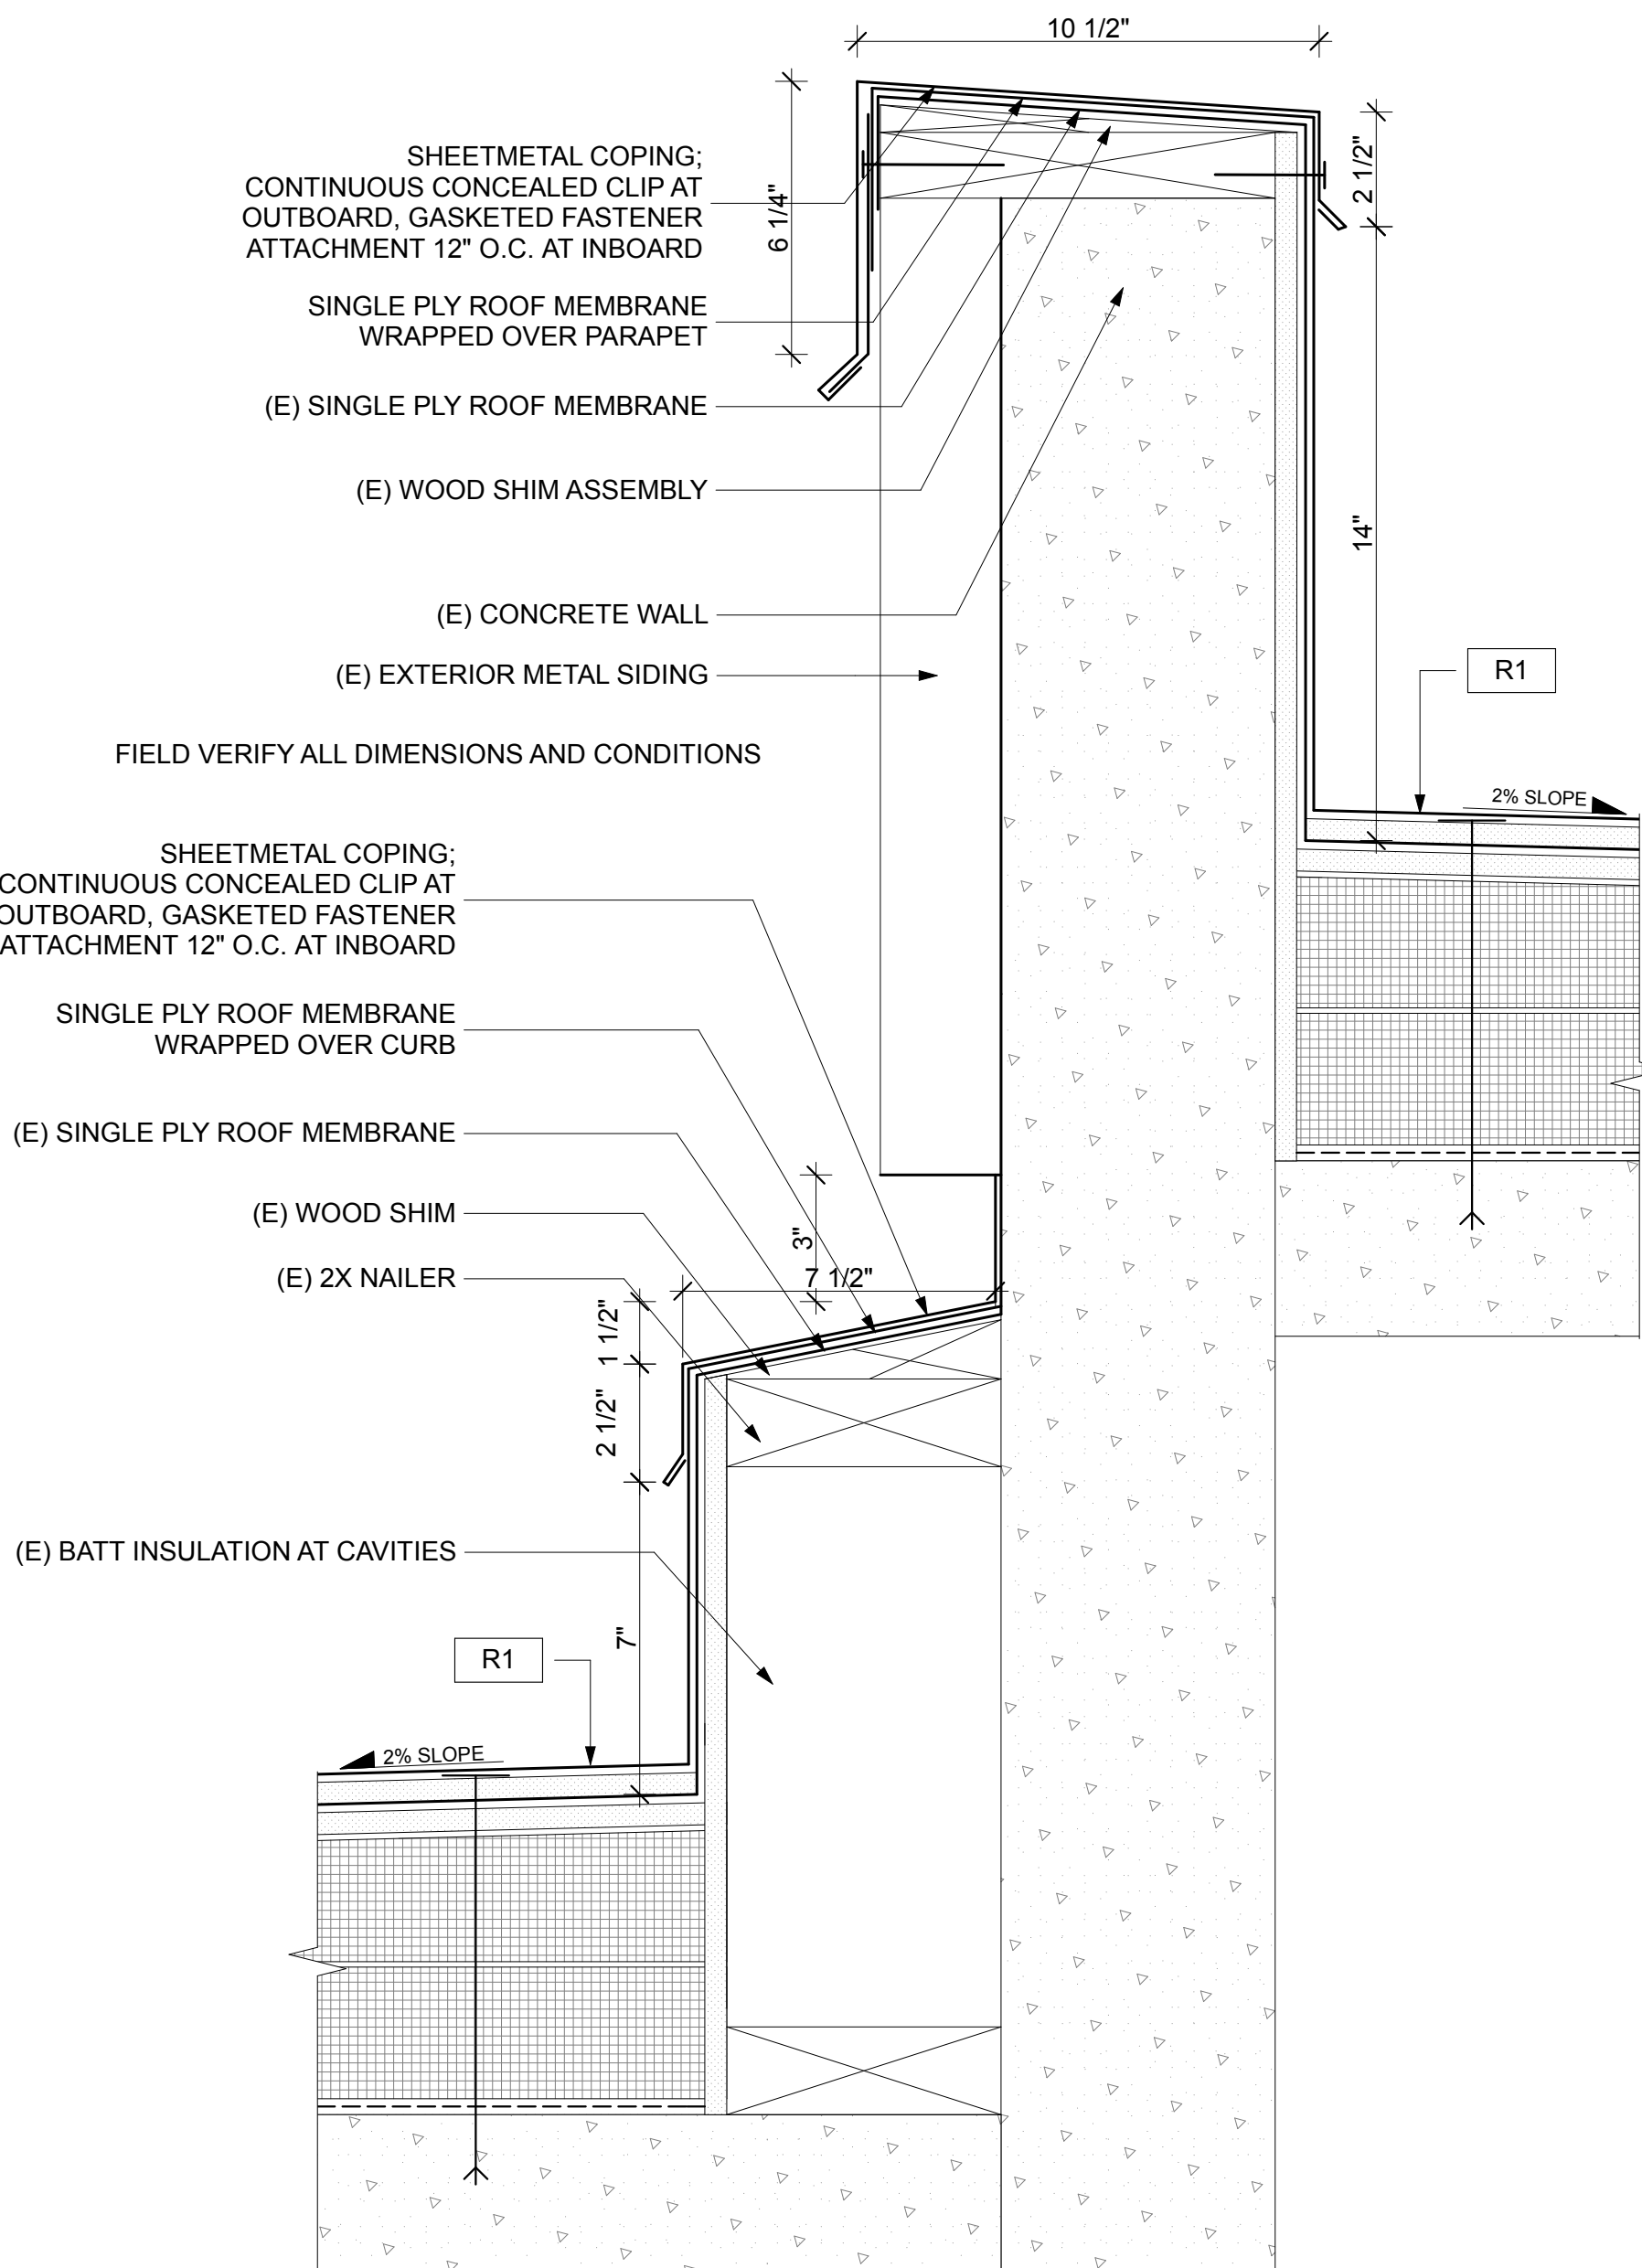 10 1/2"
SHEETMETAL COPING;
CONTINUOUS CONCEALED CLIP AT
OUTBOARD, GASKETED FASTENER
ATTACHMENT 12" O.C. AT INBOARD
6 1/4"
2 1/2"
SINGLE PLY ROOF MEMBRANE
WRAPPED OVER PARAPET
(E) SINGLE PLY ROOF MEMBRANE
(E) WOOD SHIM ASSEMBLY
14"
(E) CONCRETE WALL
(E) EXTERIOR METAL SIDING
R1
FIELD VERIFY ALL DIMENSIONS AND CONDITIONS
2% SLOPE
SHEETMETAL COPING;
CONTINUOUS CONCEALED CLIP AT
OUTBOARD, GASKETED FASTENER
ATTACHMENT 12" O.C. AT INBOARD
SINGLE PLY ROOF MEMBRANE
WRAPPED OVER CURB
(E) SINGLE PLY ROOF MEMBRANE
(E) WOOD SHIM
3"
(E) 2X NAILER
7 1/2"
1 1/2"
2 1/2"
(E) BATT INSULATION AT CAVITIES
7"
R1
2% SLOPE